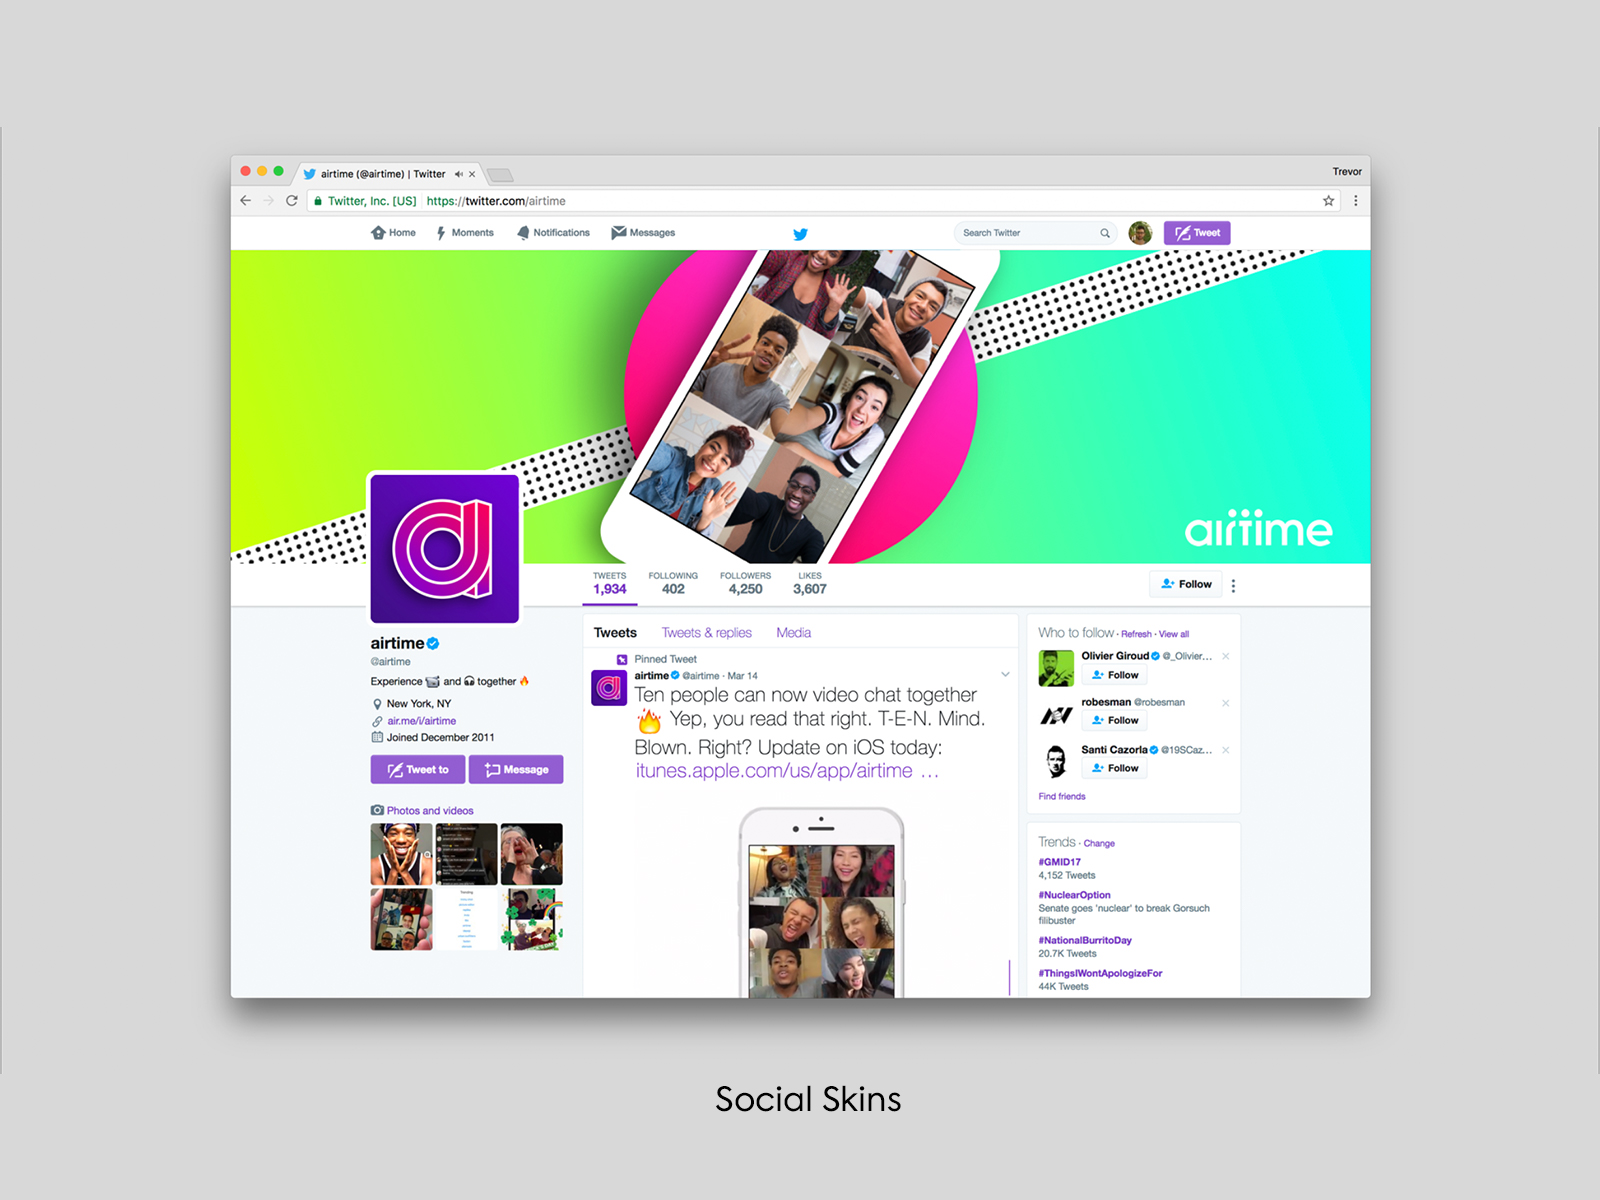 airtime (@airtime) | Twitter
Trevor
Twitter, Inc. [US] https://twitter.com/airtime
Home Moments Notifications Messages
Search Twitter
Tweet
airtime
TWEETS
1,934
FOLLOWING
402
FOLLOWERS
4,250
LIKES
3,607
Follow
airtime
@airtime
Experience 📹 and 🎧 together 🔥
New York, NY
air.me/i/airtime
Joined December 2011
Tweet to Message
Photos and videos
Tweets Tweets & replies Media
Pinned Tweet
airtime @airtime · Mar 14
Ten people can now video chat together
🔥 Yep, you read that right. T-E-N. Mind.
Blown. Right? Update on iOS today:
itunes.apple.com/us/app/airtime …
Who to follow · Refresh · View all
Olivier Giroud @_Olivier...
Follow
robesman @robesman
Follow
Santi Cazorla @19SCaz...
Follow
Find friends
Trends · Change
#GMID17
4,152 Tweets
#NuclearOption
Senate goes 'nuclear' to break Gorsuch
filibuster
#NationalBurritoDay
20.7K Tweets
#ThingsIWontApologizeFor
44K Tweets
Social Skins